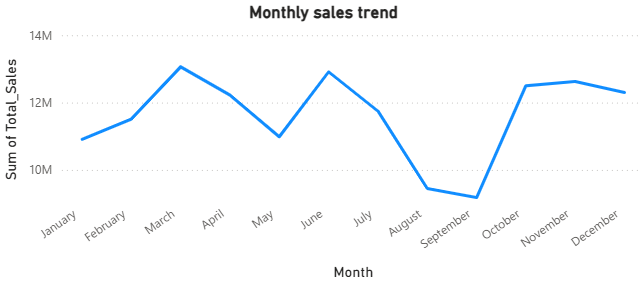 Monthly sales trend
14M
12M
10M
Sum of Total_Sales
January
February
March
April
May
June
July
August
September
October
November
December
Month